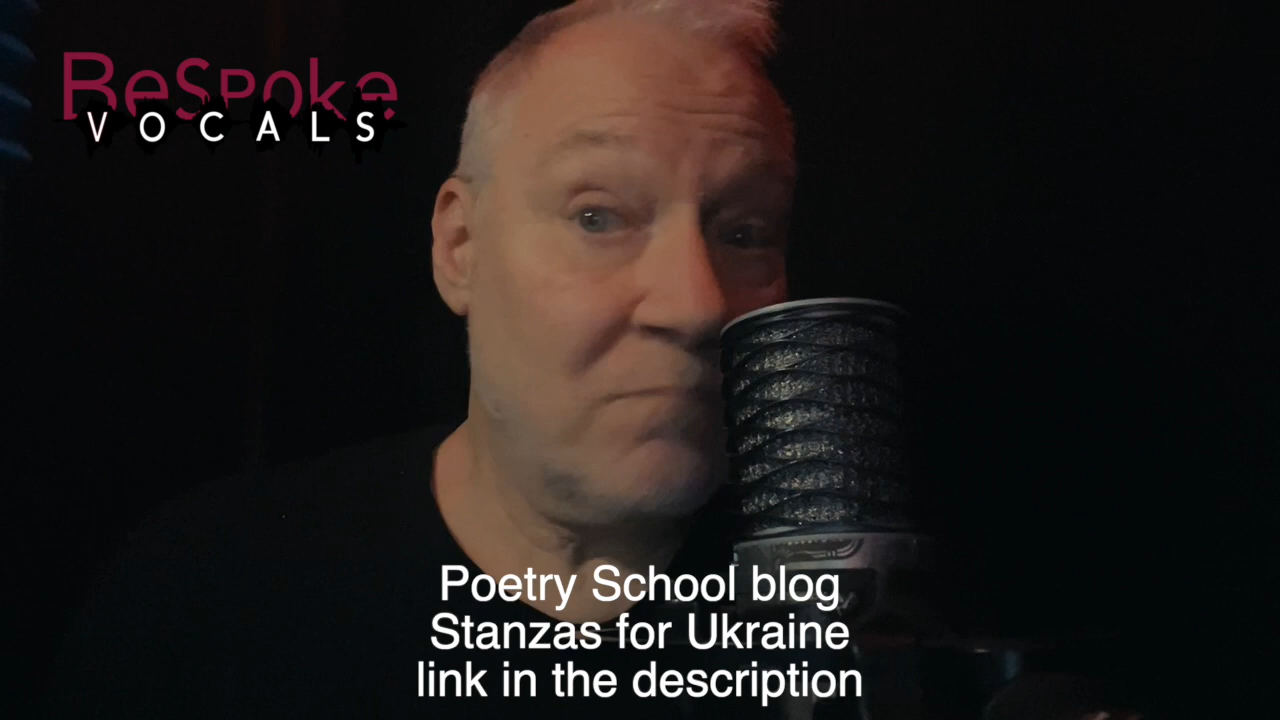 BeSpoke
VOCALS
Poetry School blog
Stanzas for Ukraine
link in the description